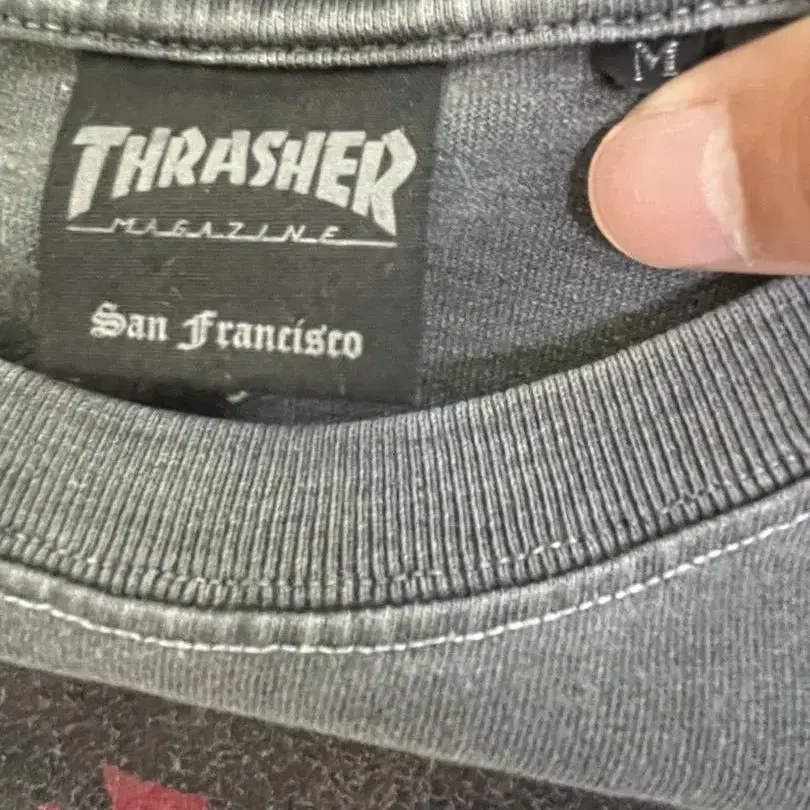 THRASHER
MAGAZINE
San Francisco
M